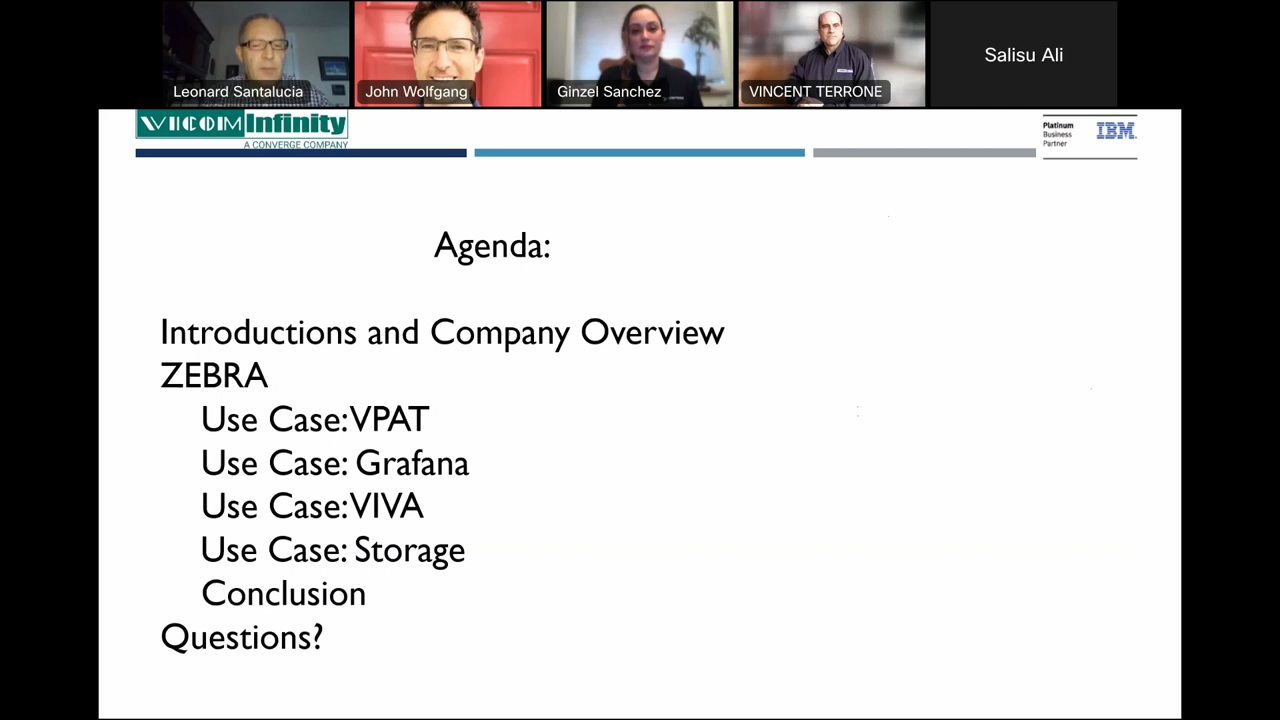 Leonard Santalucia
John Wolfgang
Ginzel Sanchez
VINCENT TERRONE
Salisu Ali
VICOM Infinity
A CONVERGE COMPANY
Platinum
Business
Partner
IBM
Agenda:
Introductions and Company Overview
ZEBRA
Use Case: VPAT
Use Case: Grafana
Use Case: VIVA
Use Case: Storage
Conclusion
Questions?